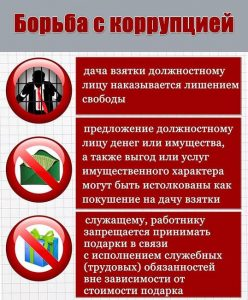 Борьба с коррупцией
дача взятки должностному
лицу наказывается лишением
свободы
предложение должностному
лицу денег или имущества,
а также выгод или услуг
имущественного характера
могут быть истолкованы как
покушение на дачу взятки
служащему, работнику
запрещается принимать
подарки в связи
с исполнением служебных
(трудовых) обязанностей
вне зависимости от
стоимости подарка